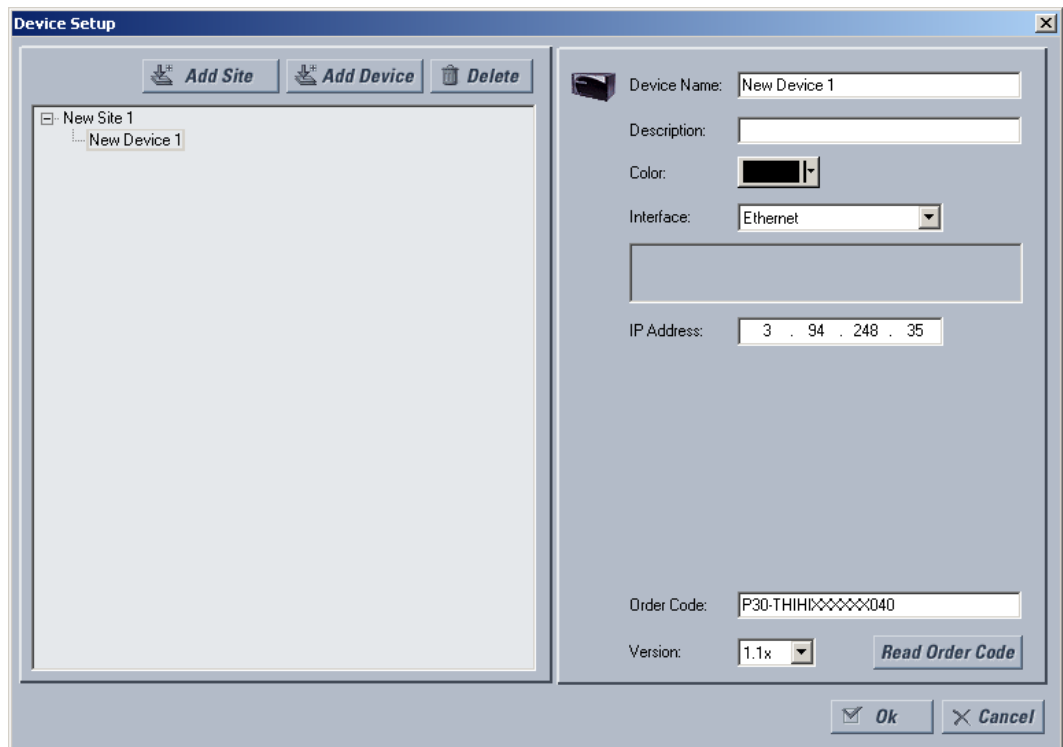 Device Setup
Add Site
Add Device
Delete
New Site 1
New Device 1
Device Name: New Device 1
Description:
Color:
Interface: Ethernet
IP Address: 3 . 94 . 248 . 35
Order Code: P30-THIHIXXXXXX040
Version: 1.1x
Read Order Code
Ok
Cancel